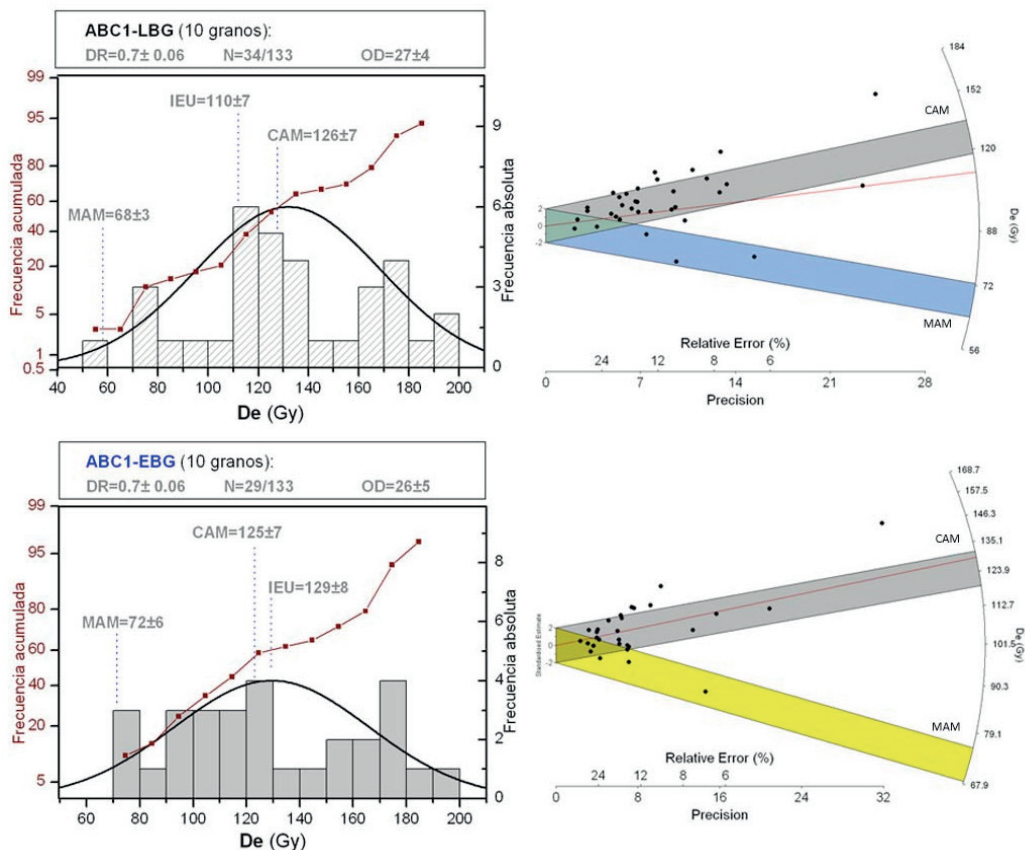 ABC1-LBG (10 granos):
DR=0.7± 0.06 N=34/133 OD=27±4
Frecuencia acumulada
99
95
80
60
40
20
5
1
0.5
IEU=110±7
CAM=126±7
MAM=68±3
9
6
3
0
Frecuencia absoluta
40 60 80 100 120 140 160 180 200
De (Gy)
184
152
120
88
72
56
De (Gy)
CAM
MAM
2
0
-2
Relative Error (%)
24 12 8 6
0 7 14 21 28
Precision
ABC1-EBG (10 granos):
DR=0.7± 0.06 N=29/133 OD=26±5
Frecuencia acumulada
99
95
80
60
40
20
5
CAM=125±7
IEU=129±8
MAM=72±6
8
6
4
2
0
Frecuencia absoluta
60 80 100 120 140 160 180 200
De (Gy)
168.7
157.5
146.3
135.1
123.9
112.7
101.5
90.3
79.1
67.9
De (Gy)
CAM
MAM
Standardised Estimate
2
0
-2
Relative Error (%)
24 12 8 6
0 16 24 32
Precision